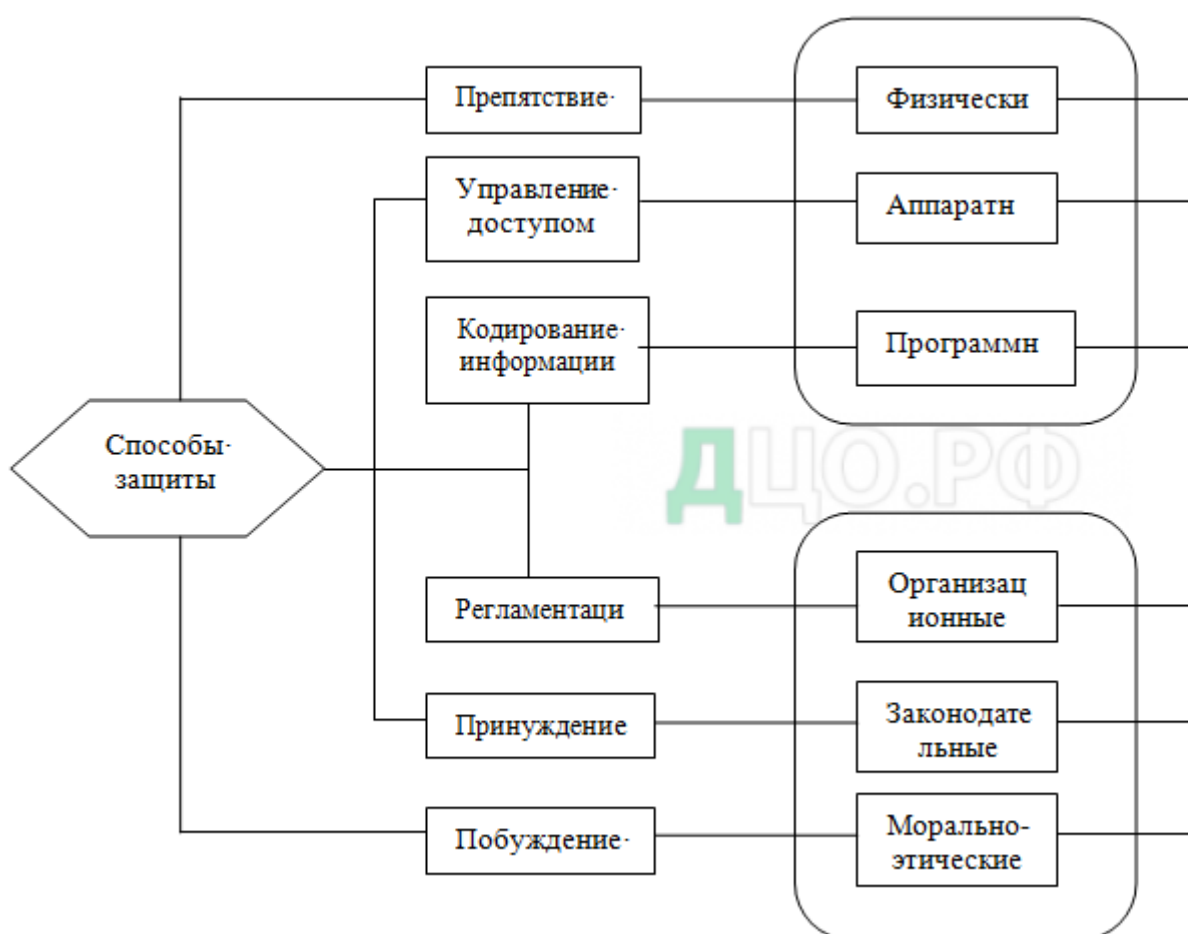 Препятствие·
Физически
Управление·
доступом
Аппаратн
Кодирование·
информации
Программн
Способы·
защиты
ДЦО.РФ
Регламентаци
Организац
ионные
Принуждение
Законодате
льные
Побуждение·
Морально-
этические